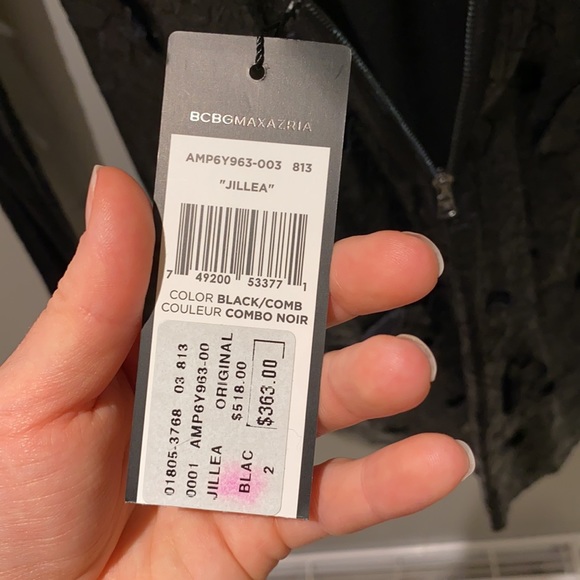 BCBGMAXAZRIA
AMP6Y963-003 813
"JILLEA"
7 49200 53377 1
COLOR BLACK/COMB
COULEUR COMBO NOIR
01805-3768 03 813
0001 AMP6Y963-00
JILLEA ORIGINAL
$518.00
BLAC $363.00
2